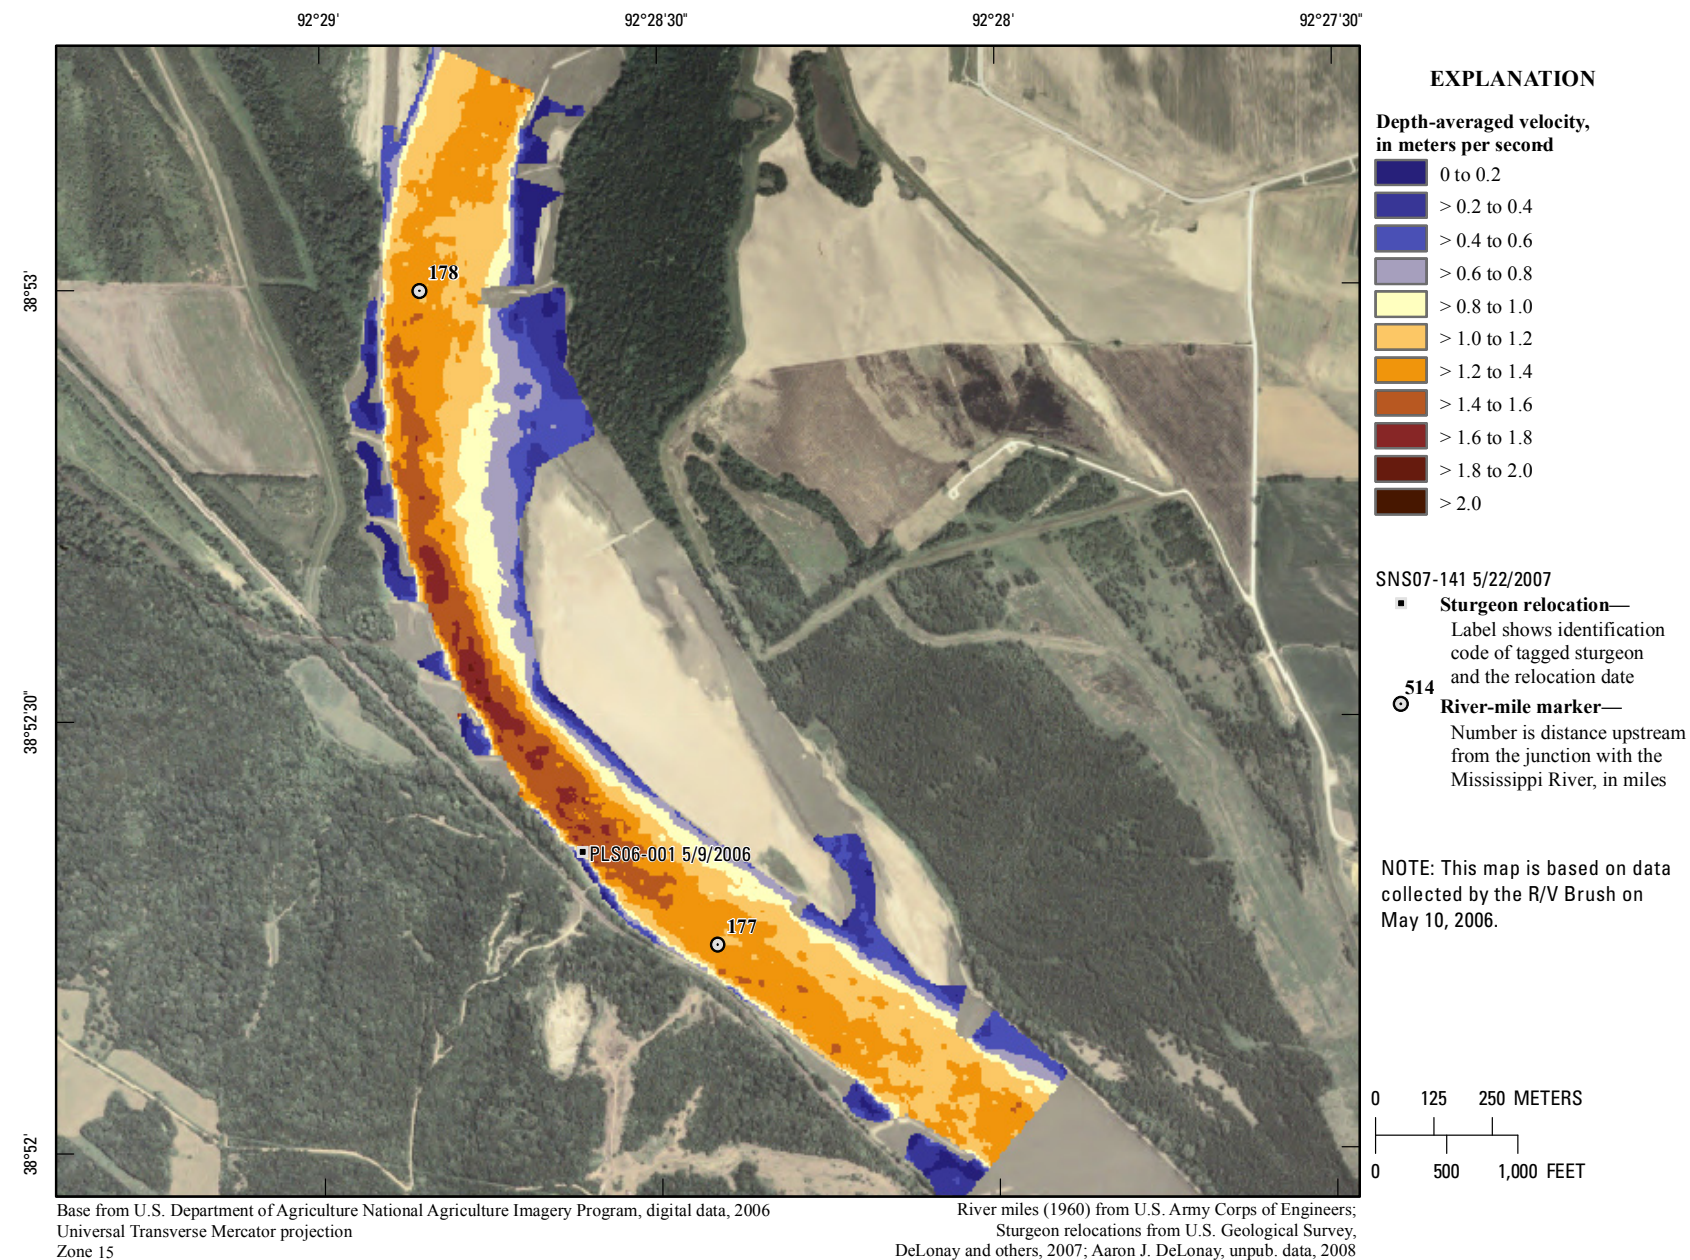 92°29'
92°28'30"
92°28'
92°27'30"
38°53'
38°52'30"
38°52'
178
PLS06-001 5/9/2006
177
EXPLANATION
Depth-averaged velocity,
in meters per second
0 to 0.2
> 0.2 to 0.4
> 0.4 to 0.6
> 0.6 to 0.8
> 0.8 to 1.0
> 1.0 to 1.2
> 1.2 to 1.4
> 1.4 to 1.6
> 1.6 to 1.8
> 1.8 to 2.0
> 2.0
SNS07-141 5/22/2007
Sturgeon relocation—
Label shows identification
code of tagged sturgeon
and the relocation date
514
River-mile marker—
Number is distance upstream
from the junction with the
Mississippi River, in miles
NOTE: This map is based on data
collected by the R/V Brush on
May 10, 2006.
0 125 250 METERS
0 500 1,000 FEET
Base from U.S. Department of Agriculture National Agriculture Imagery Program, digital data, 2006
Universal Transverse Mercator projection
Zone 15
River miles (1960) from U.S. Army Corps of Engineers;
Sturgeon relocations from U.S. Geological Survey,
DeLonay and others, 2007; Aaron J. DeLonay, unpub. data, 2008